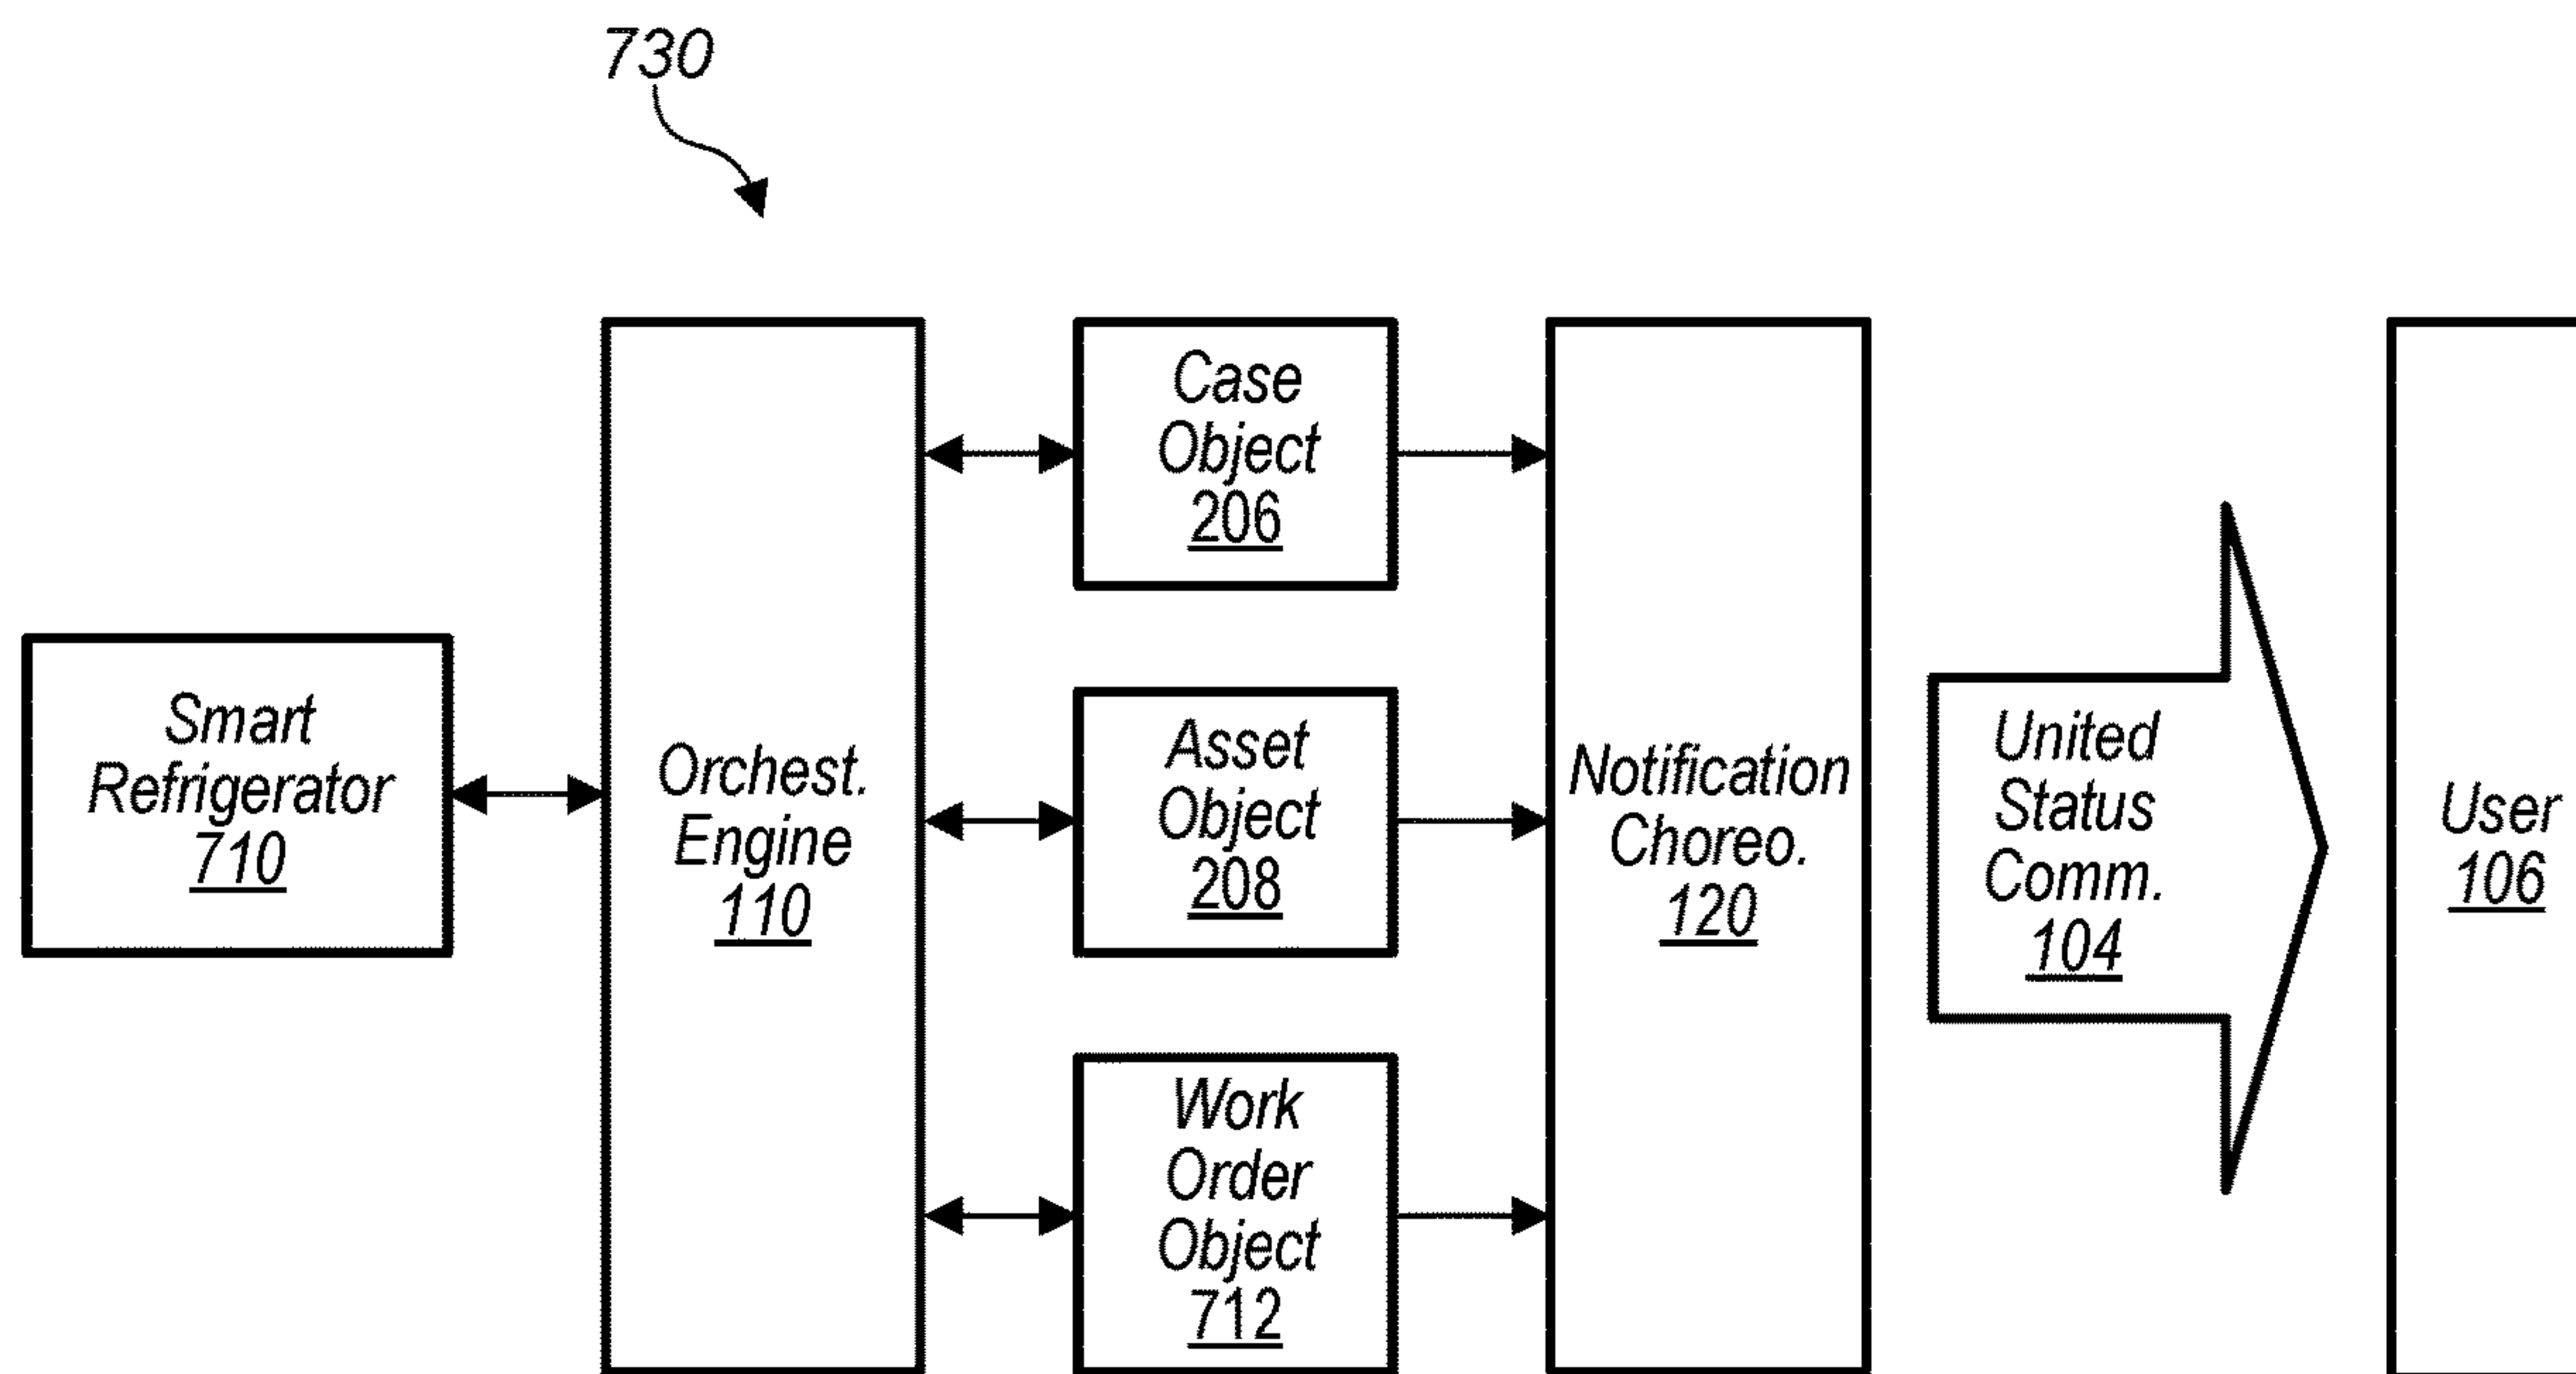 730
Smart
Refrigerator
710
Orchest.
Engine
110
Case
Object
206
Asset
Object
208
Work
Order
Object
712
Notification
Choreo.
120
United
Status
Comm.
104
User
106